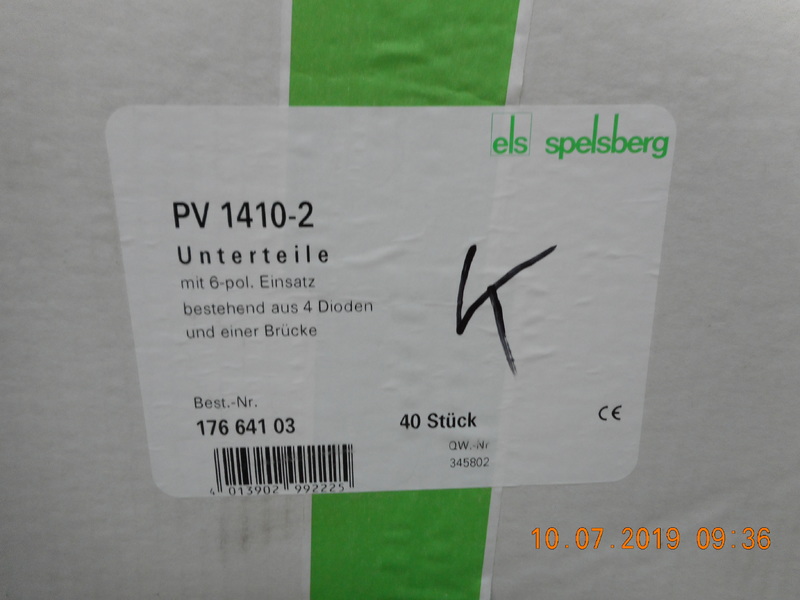 els spelsberg
PV 1410-2
Unterteile
mit 6-pol. Einsatz
bestehend aus 4 Dioden
und einer Brücke
K
Best.-Nr.
176 641 03
40 Stück
CE
QW.-Nr
345802
4 013902 992225
10.07.2019 09:36